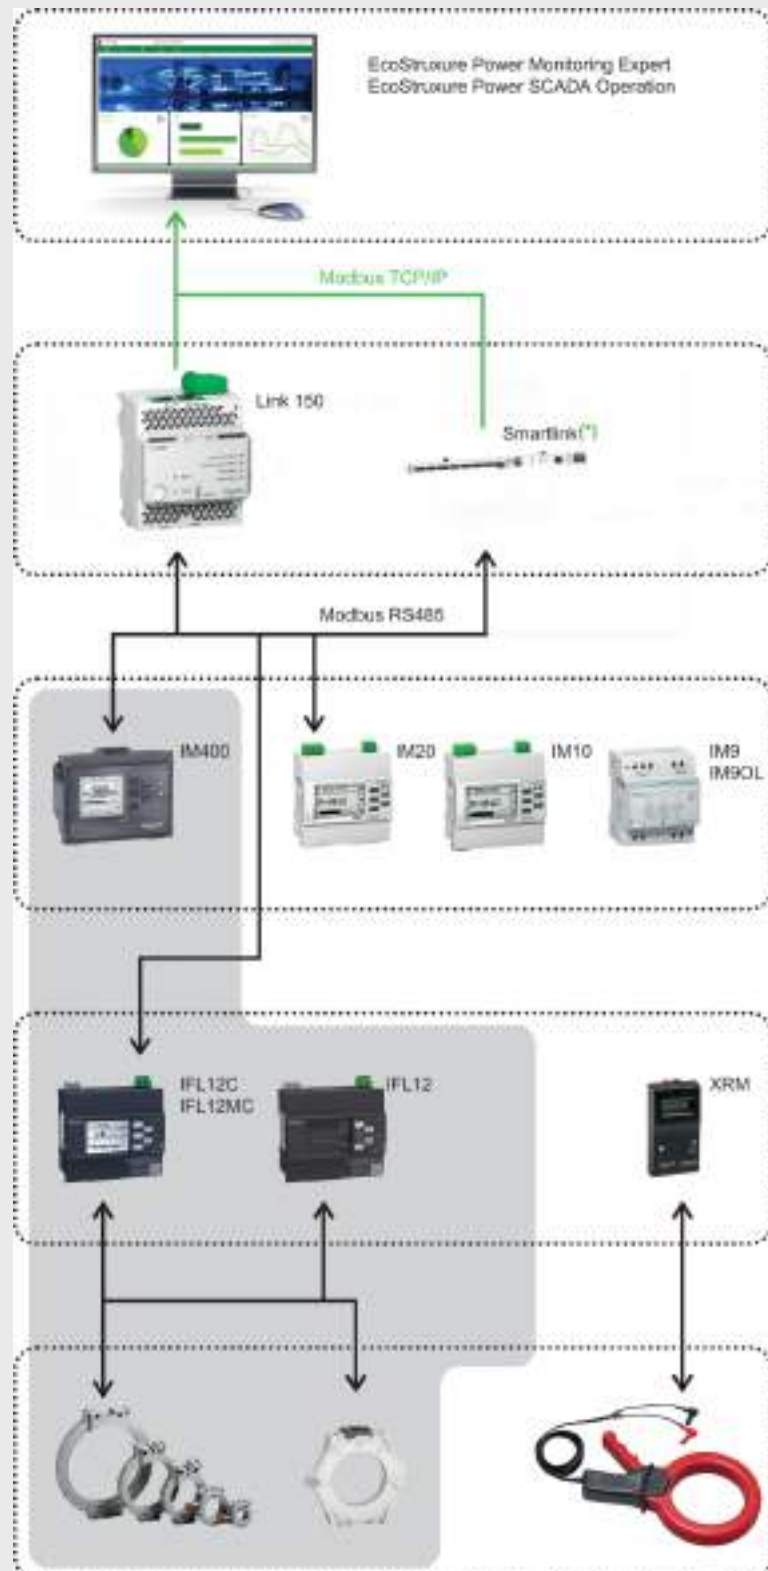 EcoStruxure Power Monitoring Expert
EcoStruxure Power SCADA Operation
Modbus TCP/IP
Link 150
Smartlink(*)
Modbus RS485
IM400
IM20
IM10
IM9
IM9OL
IFL12C
IFL12MC
IFL12
XRM